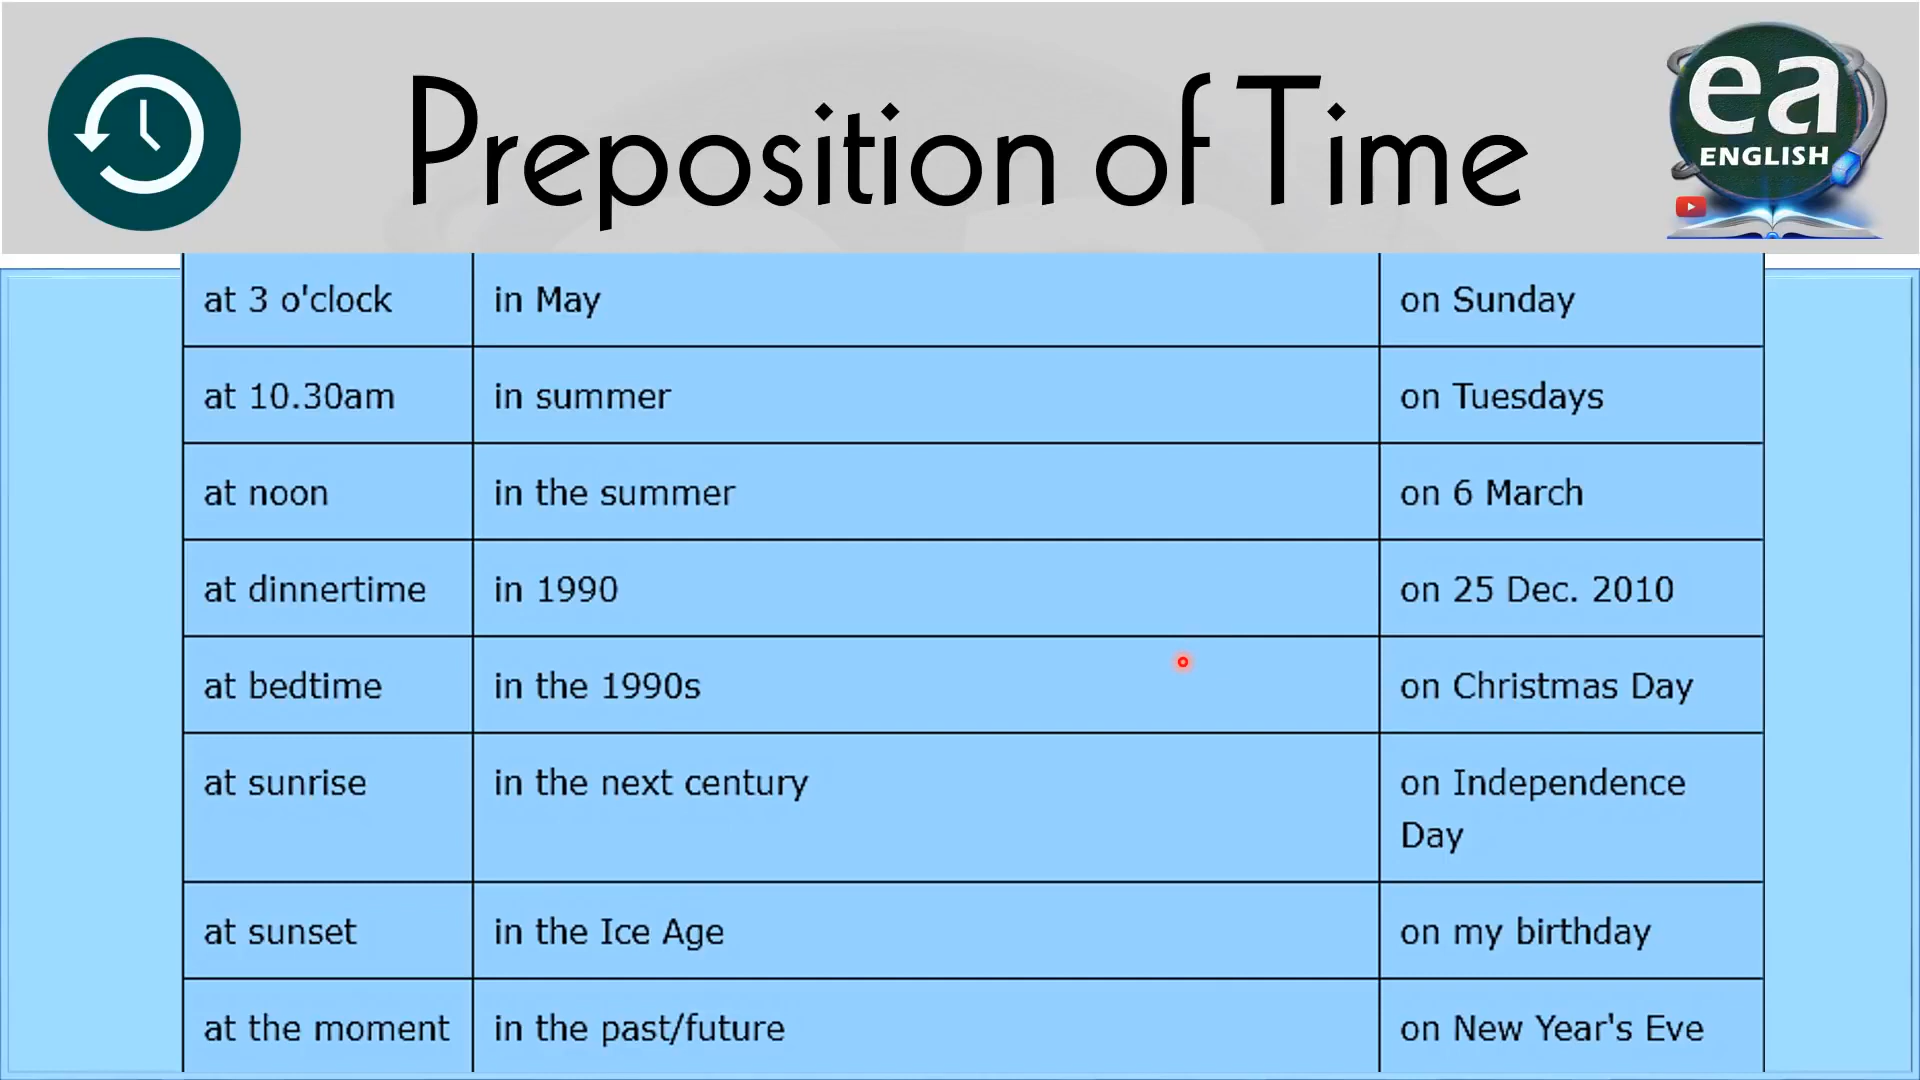 Preposition of Time
ea
ENGLISH
at 3 o'clock in May on Sunday
at 10.30am in summer on Tuesdays
at noon in the summer on 6 March
at dinnertime in 1990 on 25 Dec. 2010
at bedtime in the 1990s on Christmas Day
at sunrise in the next century on Independence
Day
at sunset in the Ice Age on my birthday
at the moment in the past/future on New Year's Eve